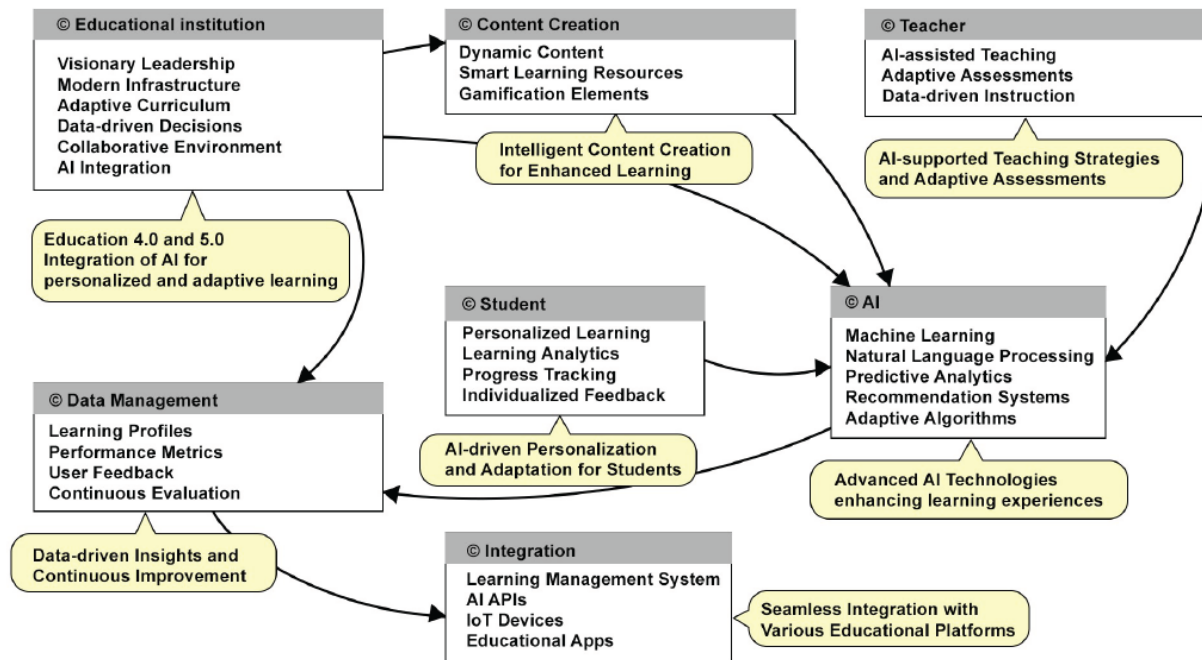 © Educational institution
Visionary Leadership
Modern Infrastructure
Adaptive Curriculum
Data-driven Decisions
Collaborative Environment
AI Integration
Education 4.0 and 5.0
Integration of AI for
personalized and adaptive learning
© Content Creation
Dynamic Content
Smart Learning Resources
Gamification Elements
Intelligent Content Creation
for Enhanced Learning
© Teacher
AI-assisted Teaching
Adaptive Assessments
Data-driven Instruction
AI-supported Teaching Strategies
and Adaptive Assessments
© Student
Personalized Learning
Learning Analytics
Progress Tracking
Individualized Feedback
AI-driven Personalization
and Adaptation for Students
© AI
Machine Learning
Natural Language Processing
Predictive Analytics
Recommendation Systems
Adaptive Algorithms
Advanced AI Technologies
enhancing learning experiences
© Data Management
Learning Profiles
Performance Metrics
User Feedback
Continuous Evaluation
Data-driven Insights and
Continuous Improvement
© Integration
Learning Management System
AI APIs
IoT Devices
Educational Apps
Seamless Integration with
Various Educational Platforms